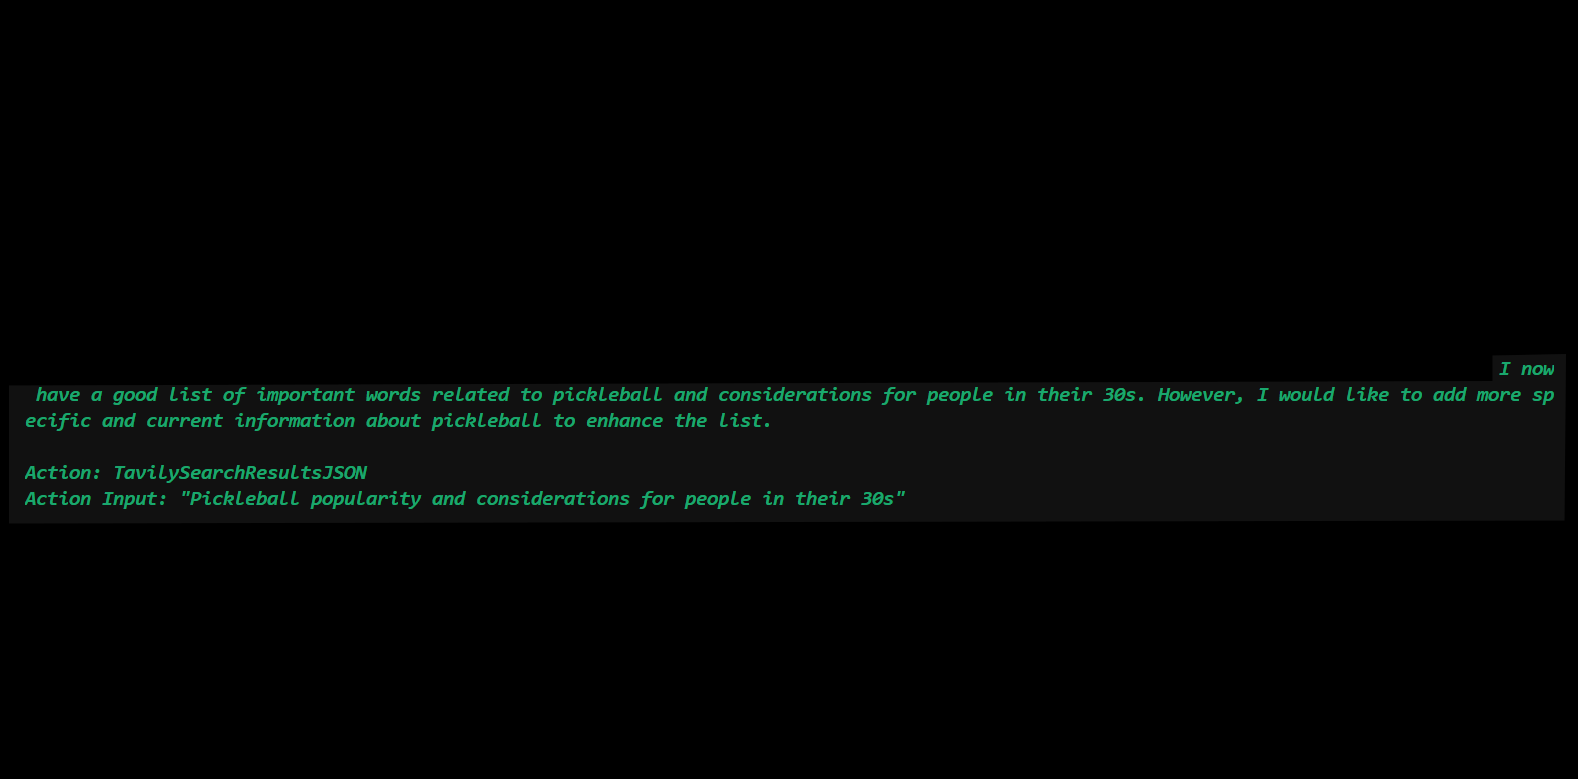 I now
have a good list of important words related to pickleball and considerations for people in their 30s. However, I would like to add more sp
ecific and current information about pickleball to enhance the list.
Action: TavilySearchResultsJSON
Action Input: "Pickleball popularity and considerations for people in their 30s"